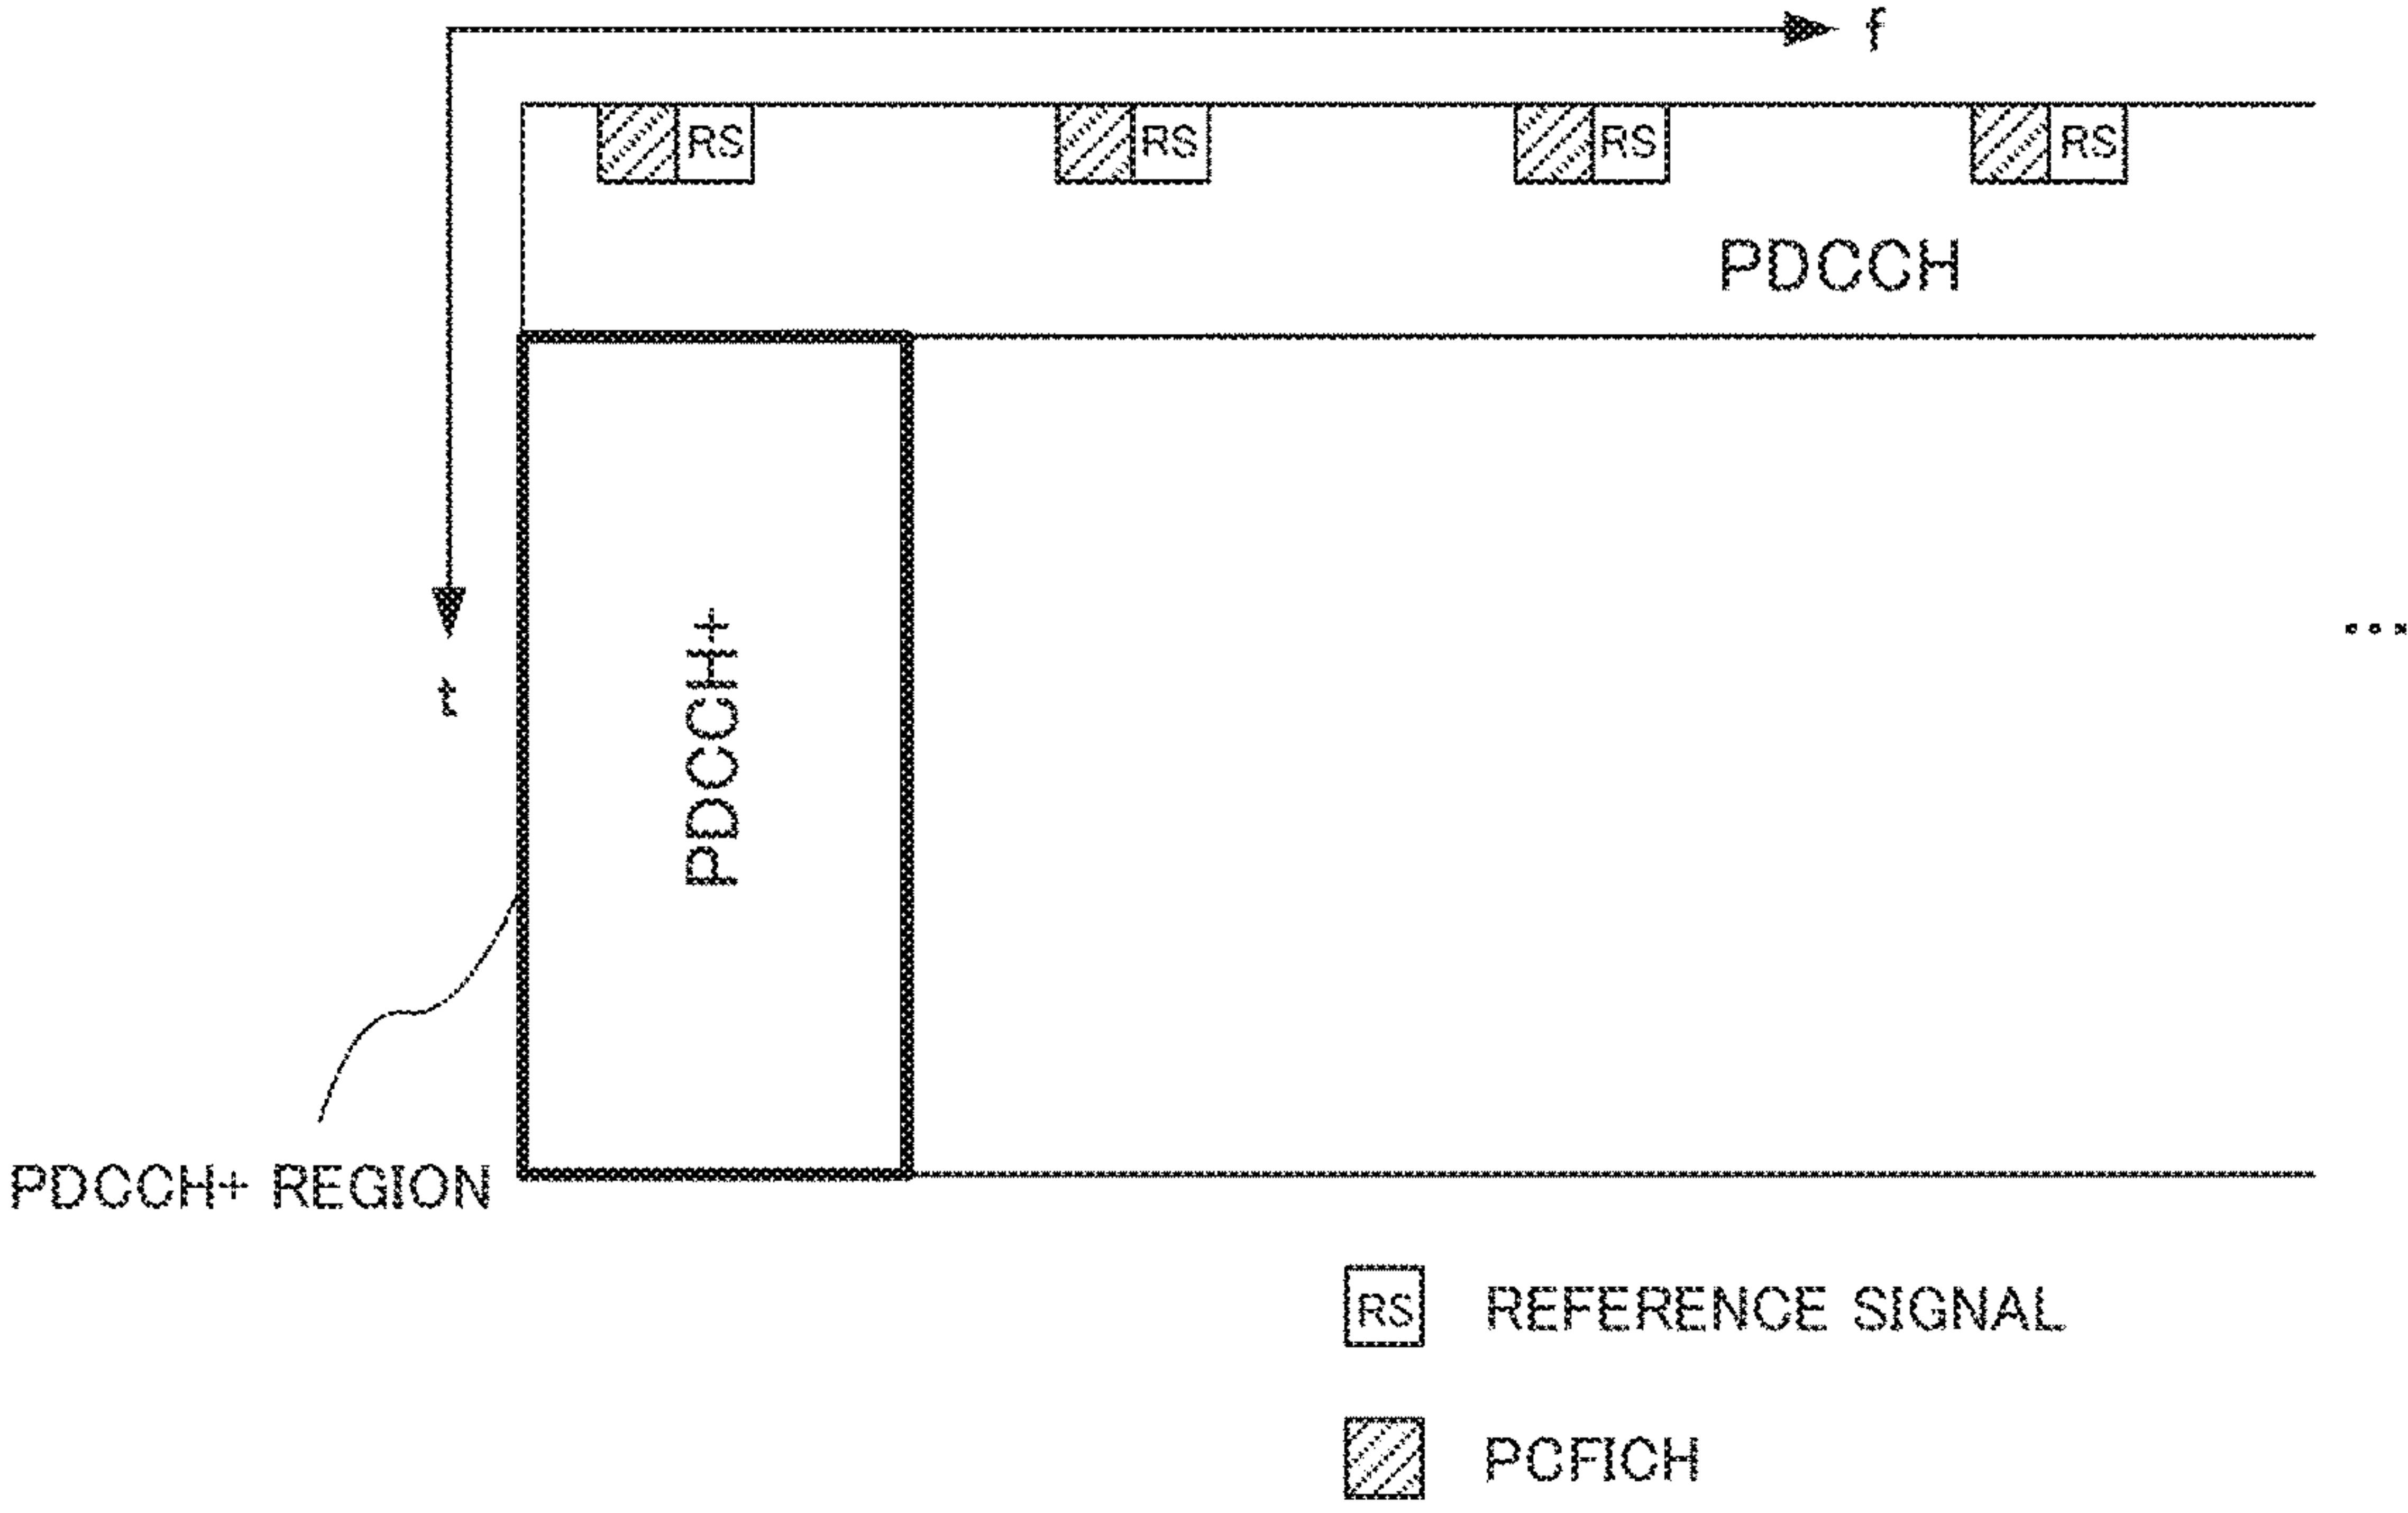 f
RS RS RS RS
PDCCH
PDCCH+
...
t
PDCCH+ REGION
RS REFERENCE SIGNAL
PCFICH